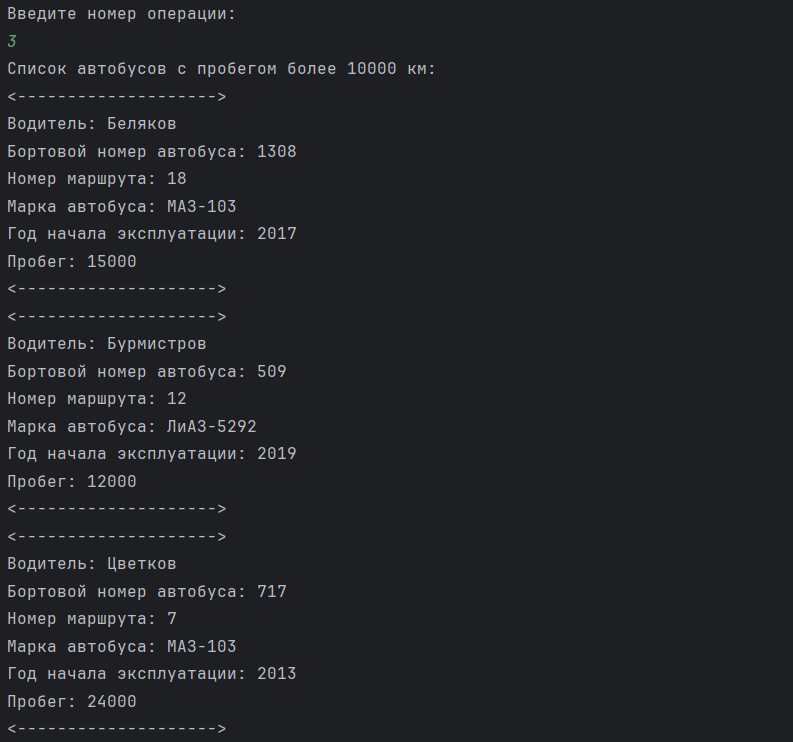 Введите номер операции:
3
Список автобусов с пробегом более 10000 км:
<-------------------->
Водитель: Беляков
Бортовой номер автобуса: 1308
Номер маршрута: 18
Марка автобуса: МАЗ-103
Год начала эксплуатации: 2017
Пробег: 15000
<-------------------->
<-------------------->
Водитель: Бурмистров
Бортовой номер автобуса: 509
Номер маршрута: 12
Марка автобуса: ЛиАЗ-5292
Год начала эксплуатации: 2019
Пробег: 12000
<-------------------->
<-------------------->
Водитель: Цветков
Бортовой номер автобуса: 717
Номер маршрута: 7
Марка автобуса: МАЗ-103
Год начала эксплуатации: 2013
Пробег: 24000
<-------------------->